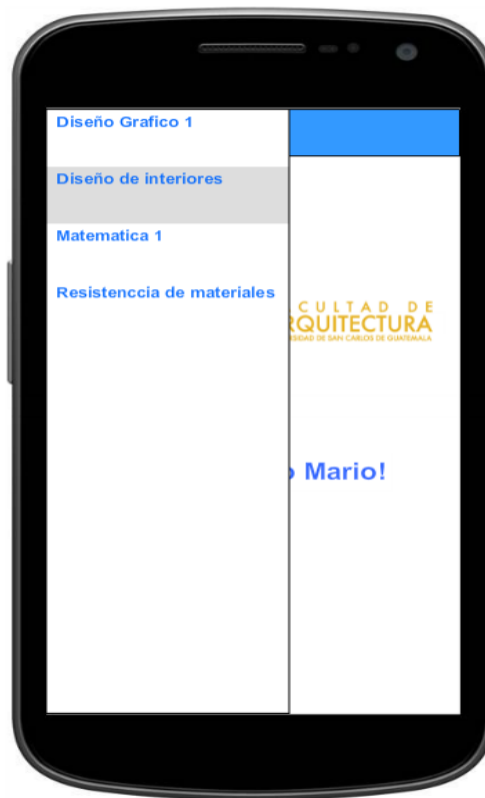 Diseño Grafico 1
Diseño de interiores
Matematica 1
Resistenccia de materiales
CULTAD DE
RQUITECTURA
RSIDAD DE SAN CARLOS DE GUATEMALA
o Mario!